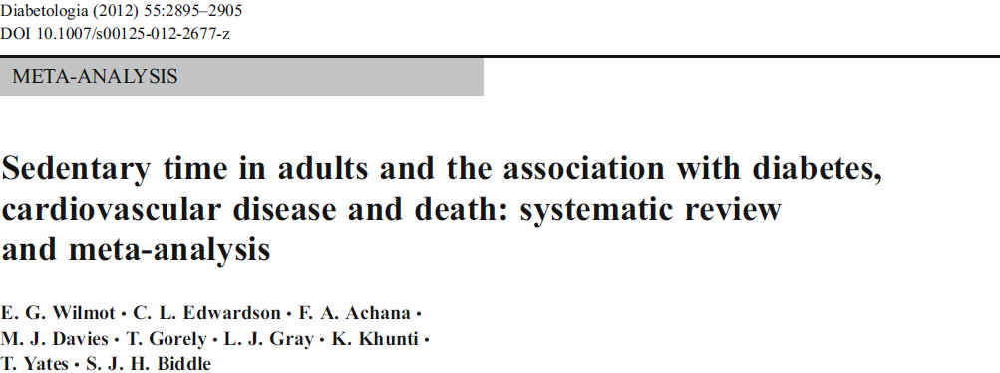 Diabetologia (2012) 55:2895–2905
DOI 10.1007/s00125-012-2677-z
META-ANALYSIS
Sedentary time in adults and the association with diabetes,
cardiovascular disease and death: systematic review
and meta-analysis
E. G. Wilmot • C. L. Edwardson • F. A. Achana •
M. J. Davies • T. Gorely • L. J. Gray • K. Khunti •
T. Yates • S. J. H. Biddle